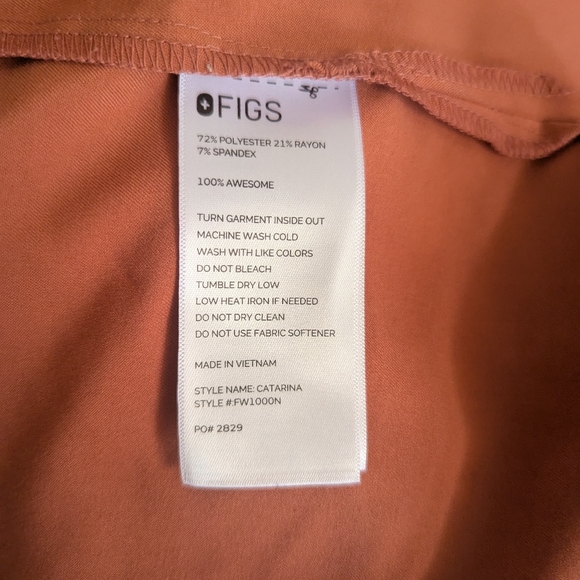 FIGS
72% POLYESTER 21% RAYON
7% SPANDEX
100% AWESOME
TURN GARMENT INSIDE OUT
MACHINE WASH COLD
WASH WITH LIKE COLORS
DO NOT BLEACH
TUMBLE DRY LOW
LOW HEAT IRON IF NEEDED
DO NOT DRY CLEAN
DO NOT USE FABRIC SOFTENER
MADE IN VIETNAM
STYLE NAME: CATARINA
STYLE #:FW1000N
PO# 2829